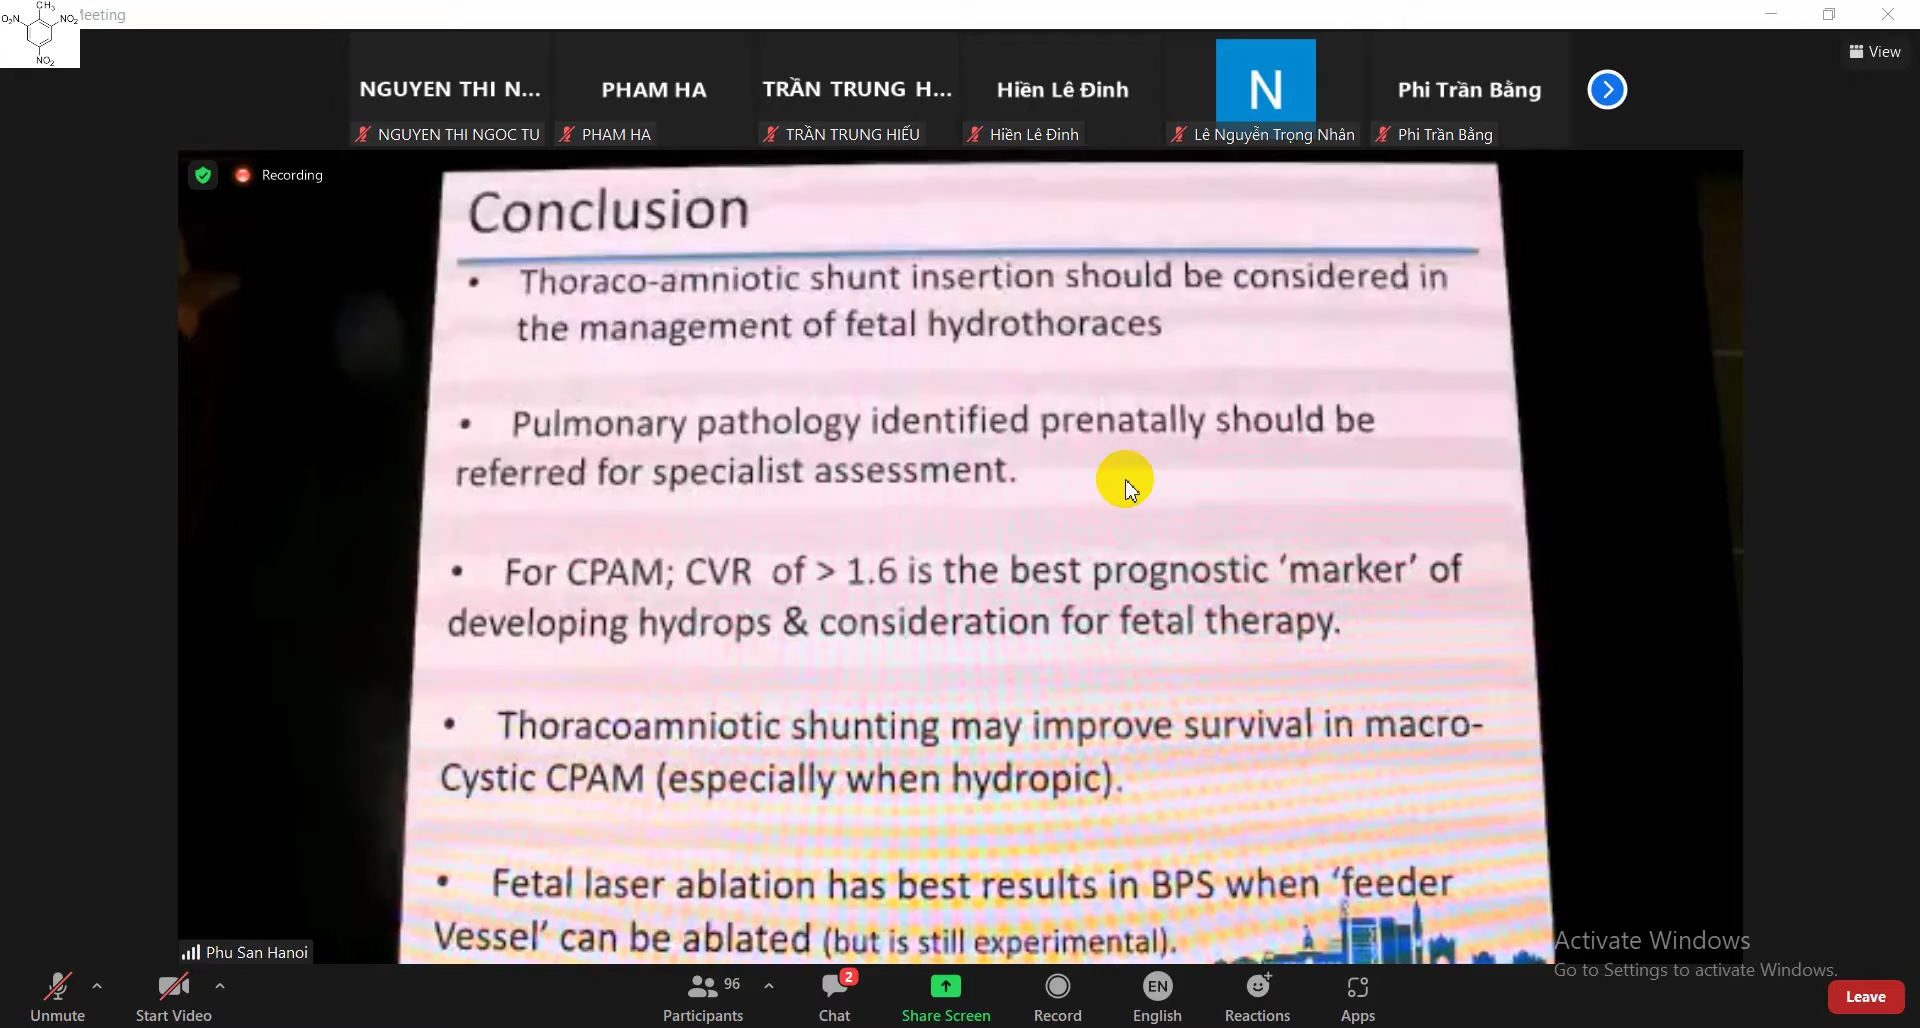 CH₃
O₂N
NO₂
NO₂
Meeting
View
NGUYEN THI N...
PHAM HA
TRẦN TRUNG H...
Hiền Lê Đinh
N
Phi Trần Bằng
NGUYEN THI NGOC TU
PHAM HA
TRẦN TRUNG HIẾU
Hiền Lê Đinh
Lê Nguyễn Trọng Nhân
Phi Trần Bằng
Recording
Conclusion
• Thoraco-amniotic shunt insertion should be considered in
the management of fetal hydrothoraces
• Pulmonary pathology identified prenatally should be
referred for specialist assessment.
• For CPAM; CVR of > 1.6 is the best prognostic ‘marker’ of
developing hydrops & consideration for fetal therapy.
• Thoracoamniotic shunting may improve survival in macro-
Cystic CPAM (especially when hydropic).
• Fetal laser ablation has best results in BPS when ‘feeder
Vessel’ can be ablated (but is still experimental).
Phu San Hanoi
Activate Windows
Go to Settings to activate Windows.
Unmute
Start Video
96
Participants
2
Chat
Share Screen
Record
EN
English
Reactions
Apps
Leave